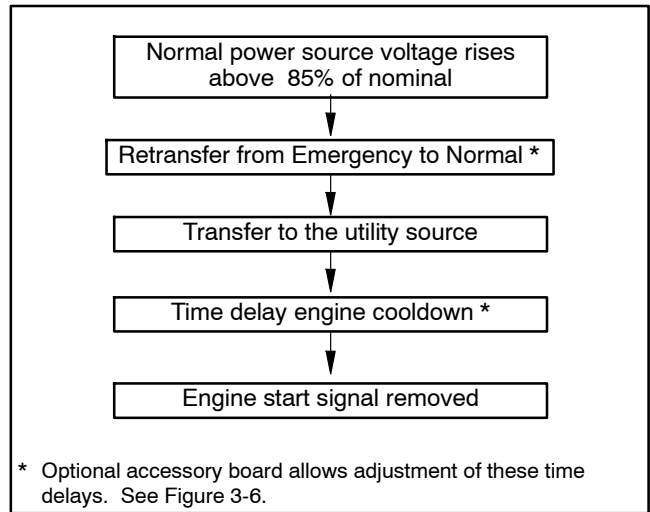 Normal power source voltage rises
above 85% of nominal
Retransfer from Emergency to Normal *
Transfer to the utility source
Time delay engine cooldown *
Engine start signal removed
* Optional accessory board allows adjustment of these time
delays. See Figure 3-6.